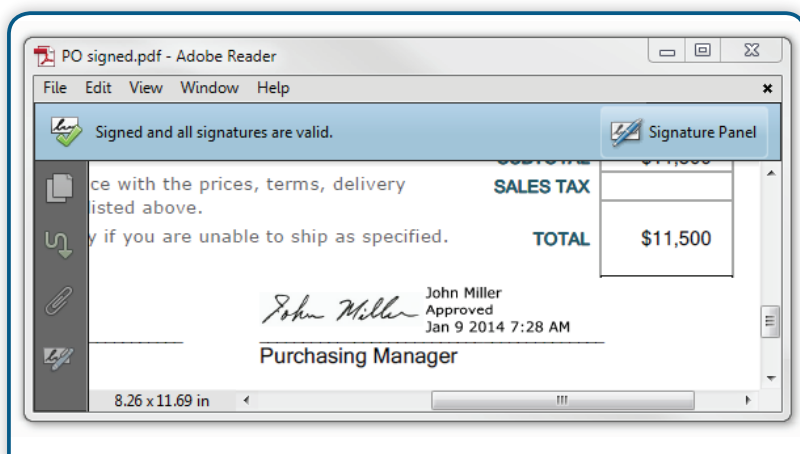 PO signed.pdf - Adobe Reader
File Edit View Window Help
Signed and all signatures are valid.
Signature Panel
SUBTOTAL $11,500
ce with the prices, terms, delivery SALES TAX
listed above.
y if you are unable to ship as specified. TOTAL $11,500
John Miller
John Miller
Approved
Jan 9 2014 7:28 AM
Purchasing Manager
8.26 x 11.69 in